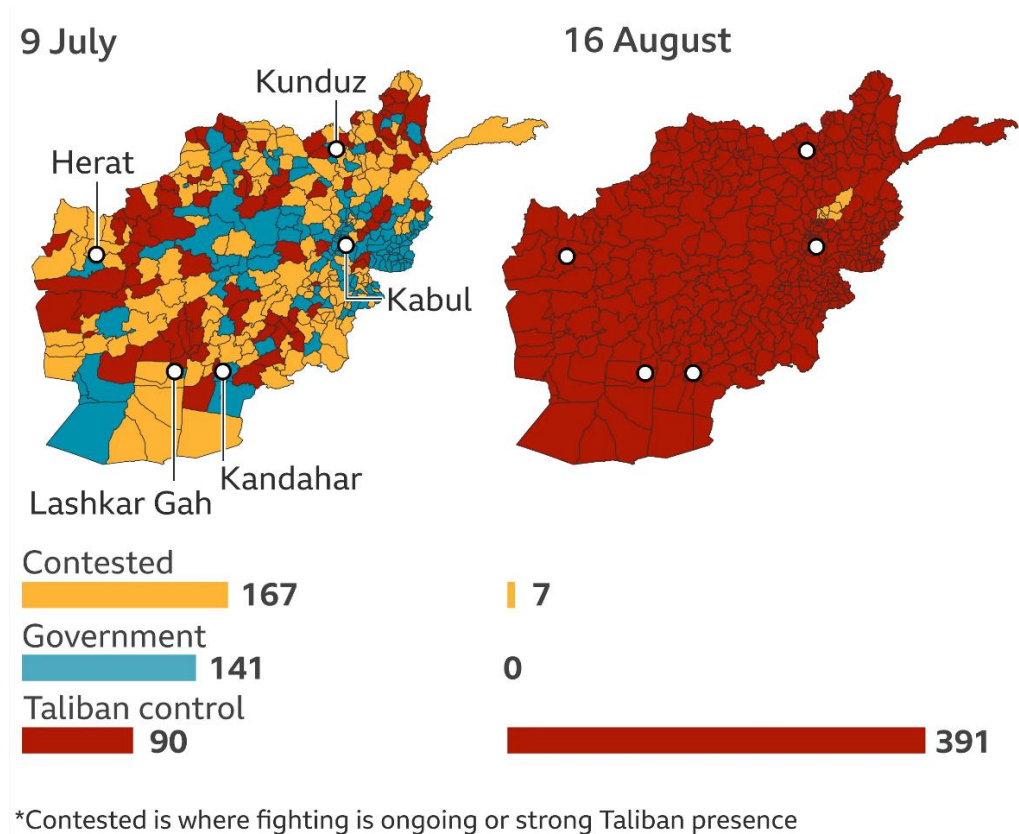 9 July
16 August
Kunduz
Herat
Kabul
Kandahar
Lashkar Gah
Contested
167
7
Government
141
0
Taliban control
90
391
*Contested is where fighting is ongoing or strong Taliban presence